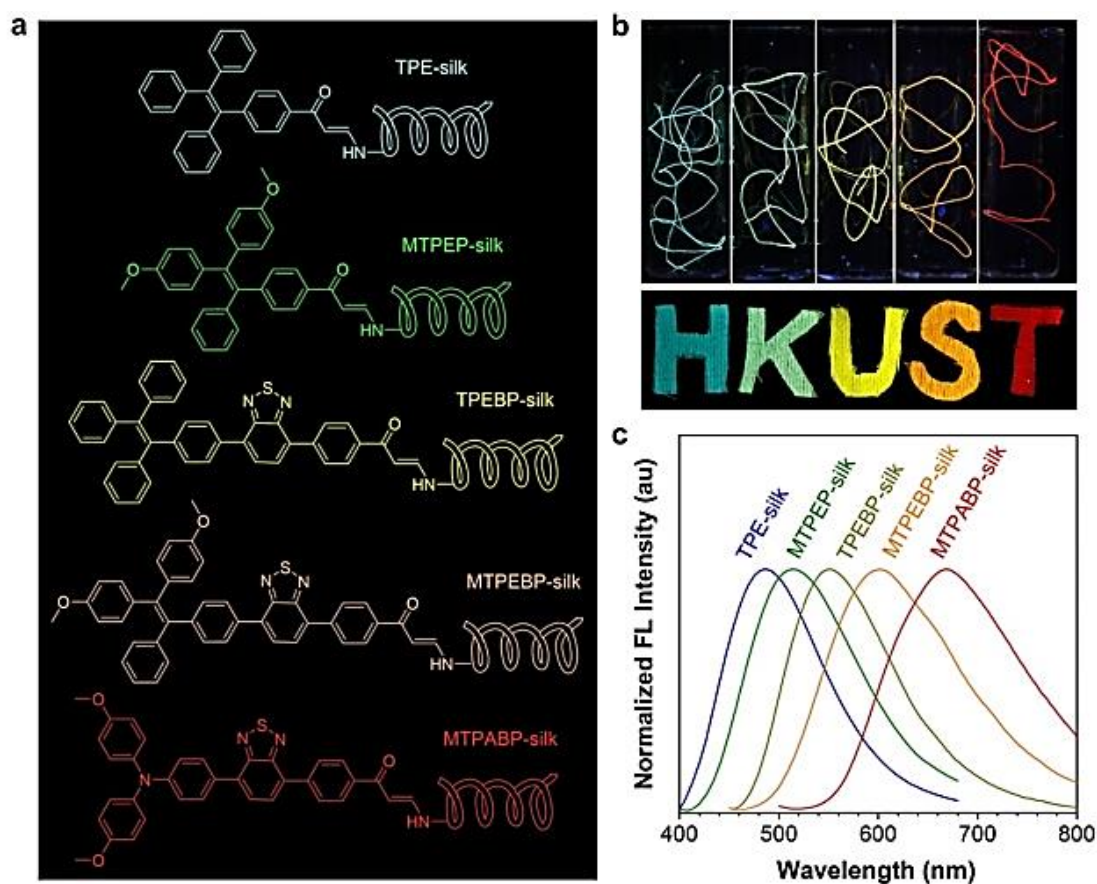 a
TPE-silk
O
HN
O
MTPEP-silk
O
O
HN
S
N N
TPEBP-silk
O
HN
O
S
N N
MTPEBP-silk
O
O
HN
O
S
N N
MTPABP-silk
N
O
HN
O
b
HKUST
c
Normalized FL Intensity (au)
TPE-silk
MTPEP-silk
TPEBP-silk
MTPEBP-silk
MTPABP-silk
400 500 600 700 800
Wavelength (nm)